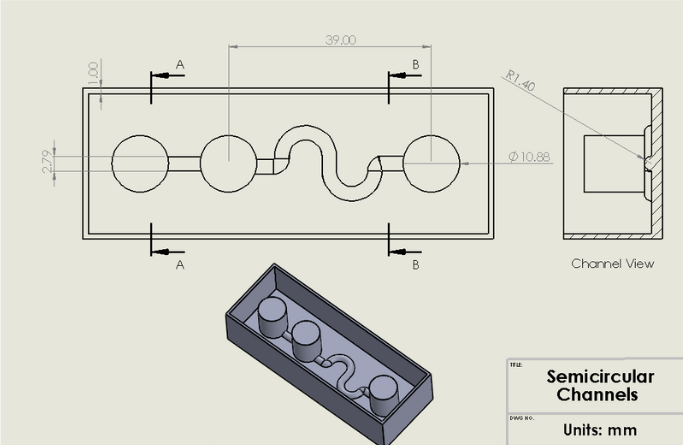 39.00
1.00
A
B
R1.40
2.79
Ø10.88
A
B
Channel View
TITLE:
Semicircular
Channels
DWG NO.
Units: mm